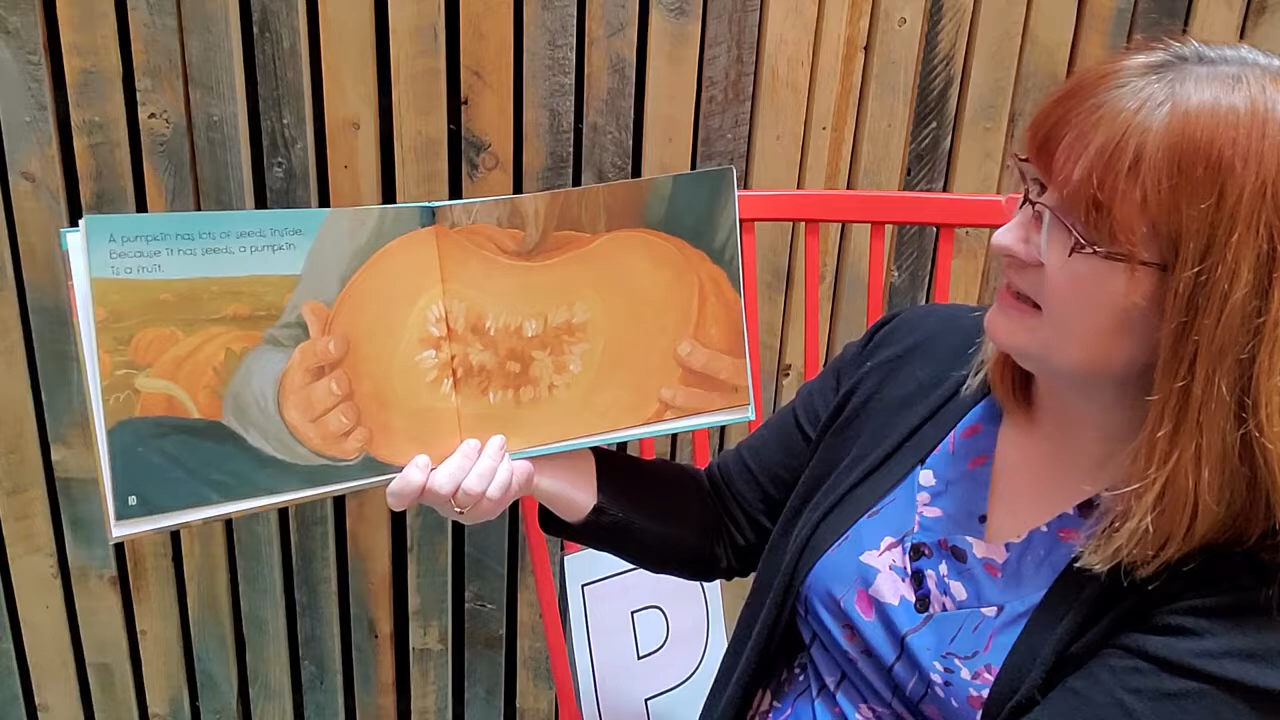 A pumpkin has lots of seeds inside.
Because it has seeds, a pumpkin
is a fruit.
10
P